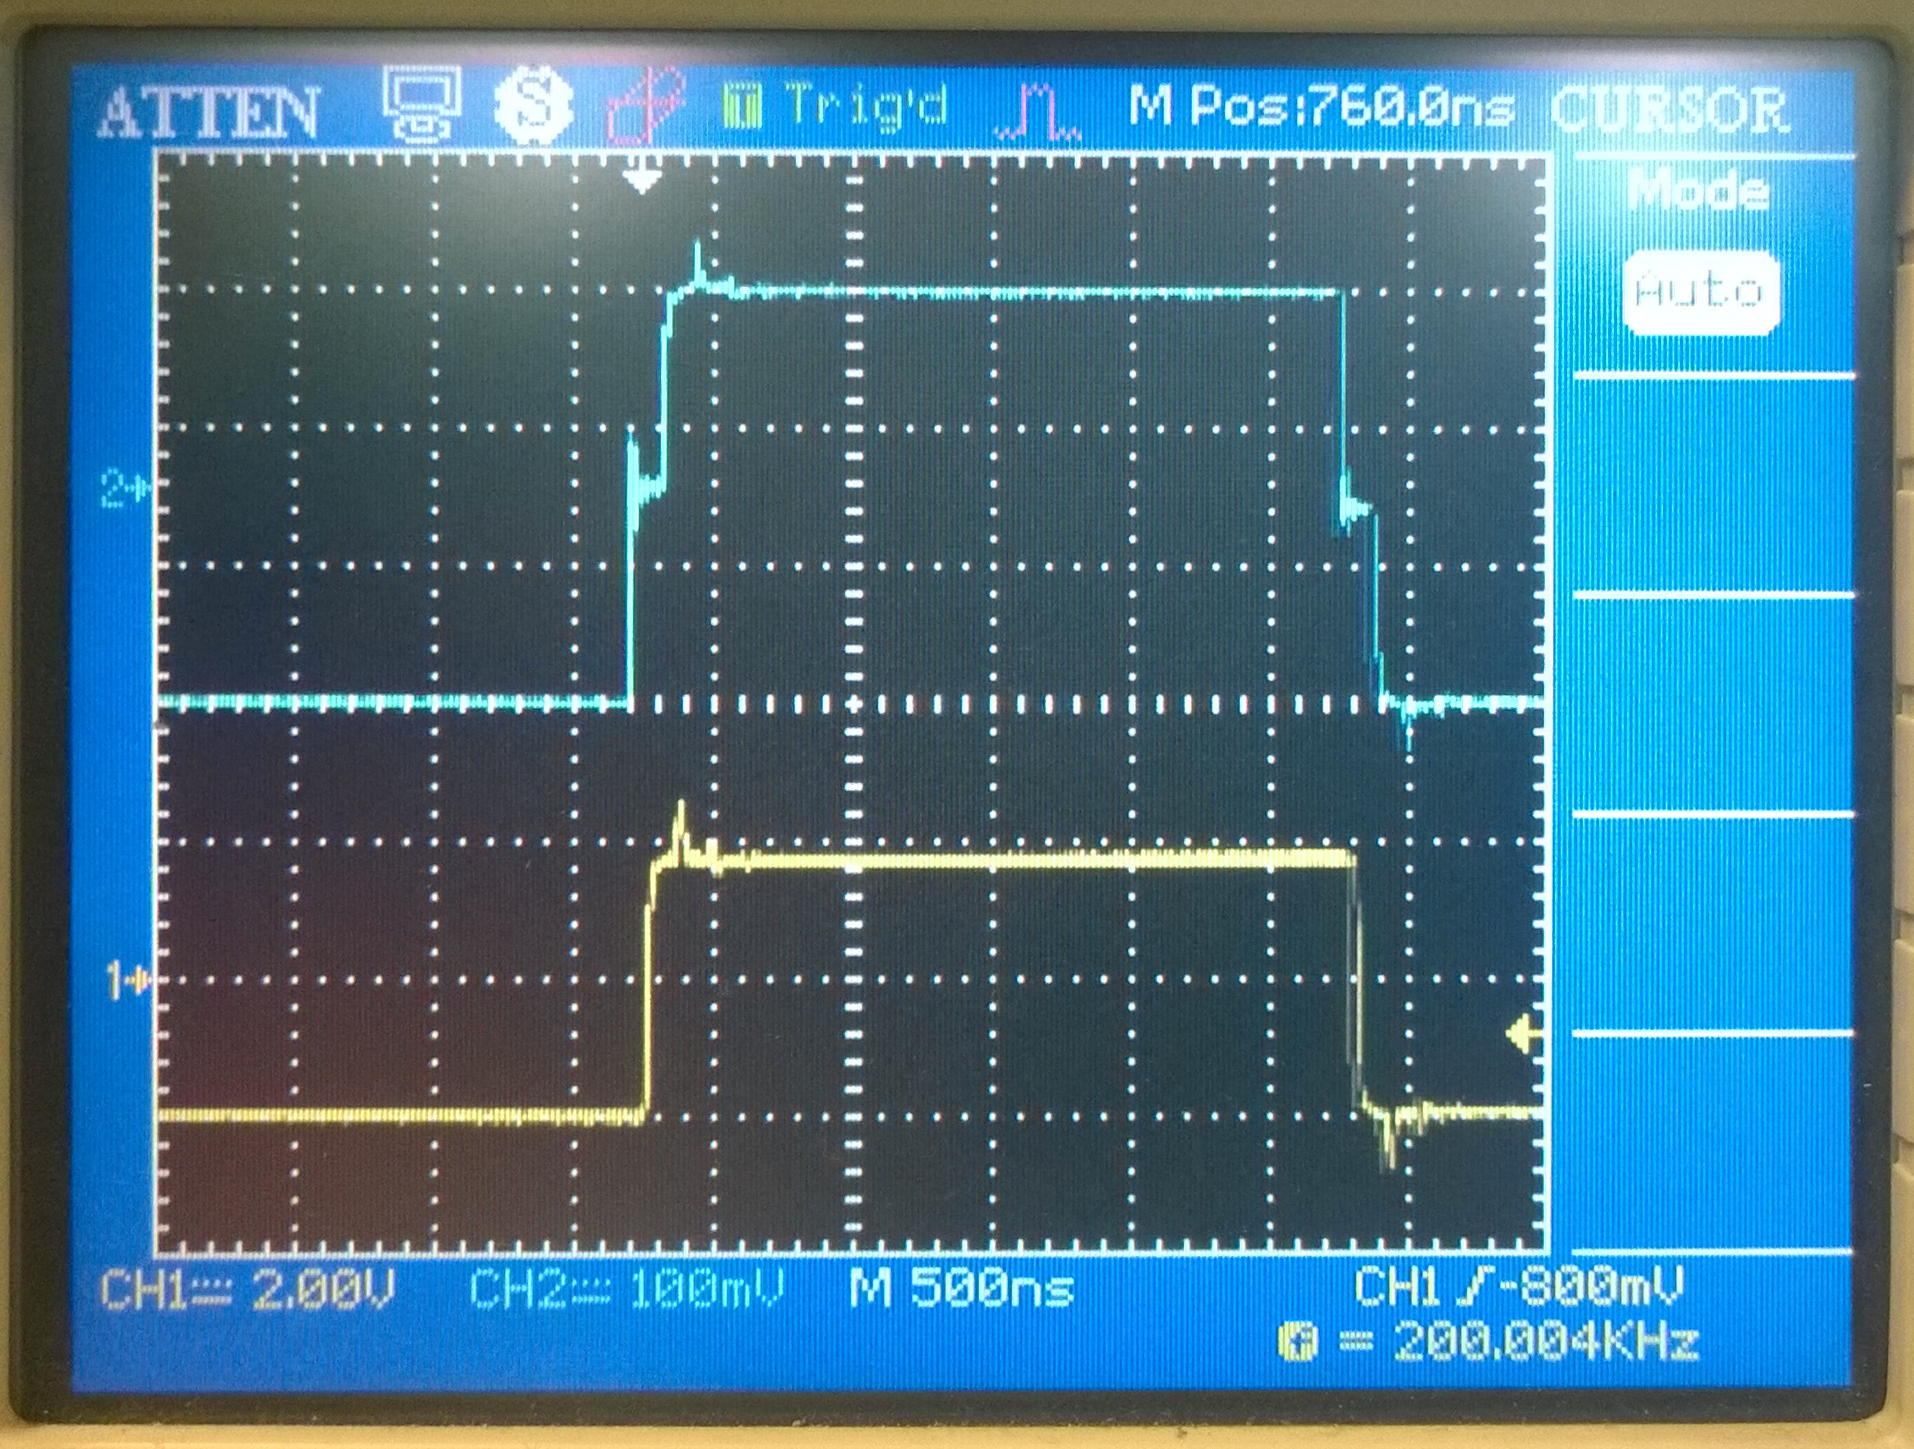 ATTEN S T Trig'd M Pos:760.0ns CURSOR
Mode
Auto
2
1
CH1 2.00V CH2 100mV M 500ns CH1 -800mV
= 200.004KHz